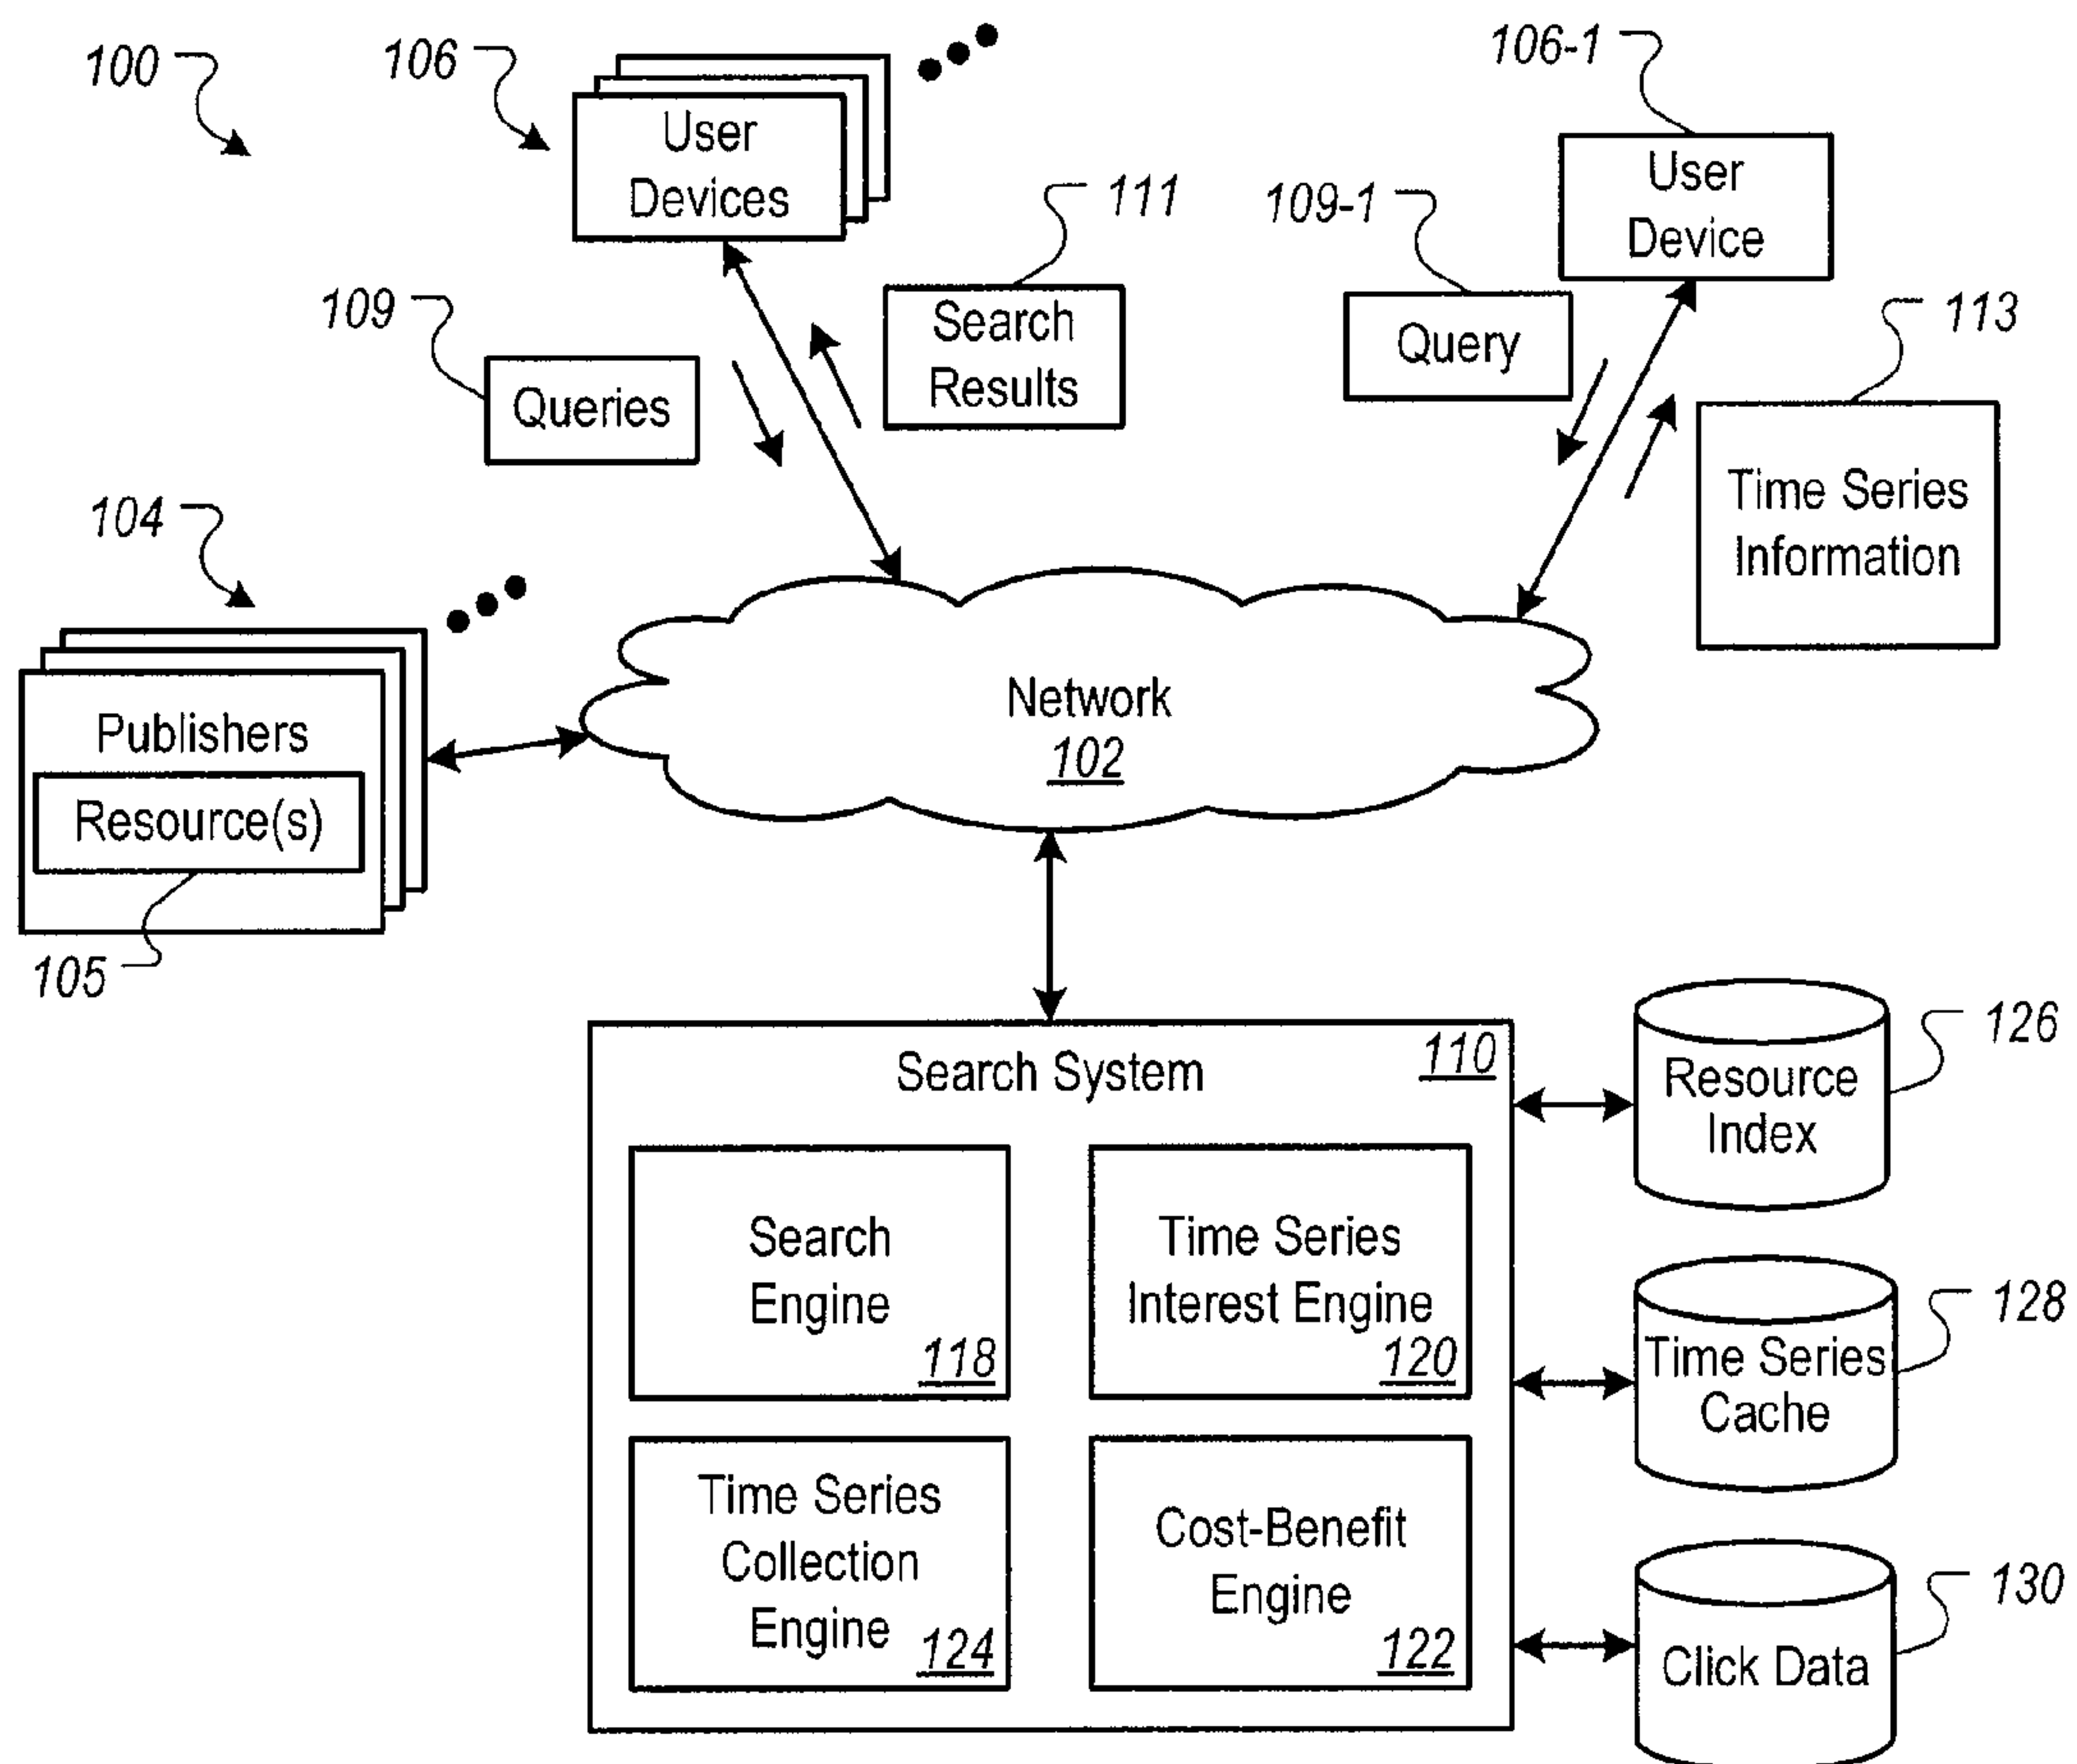 100
106
User
Devices
106-1
User
Device
111
Search
Results
109-1
Query
109
Queries
113
Time Series
Information
104
Publishers
Resource(s)
105
Network
102
Search System
110
Search
Engine
118
Time Series
Interest Engine
120
Time Series
Collection
Engine
124
Cost-Benefit
Engine
122
Resource
Index
126
Time Series
Cache
128
Click Data
130